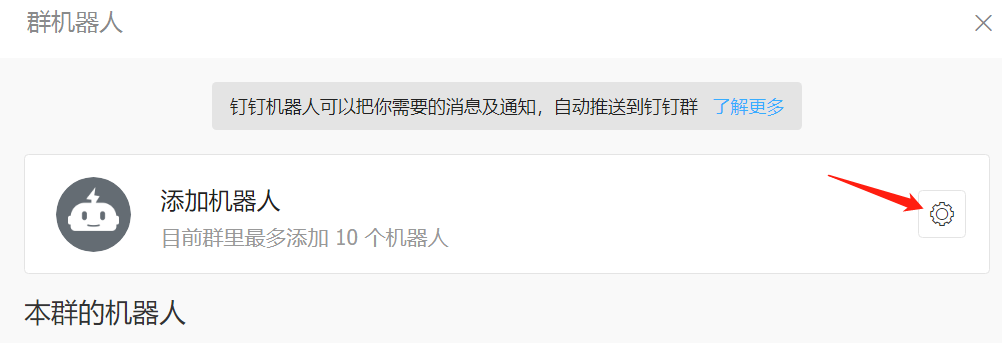 群机器人
钉钉机器人可以把你需要的消息及通知，自动推送到钉钉群 了解更多
添加机器人
目前群里最多添加 10 个机器人
本群的机器人